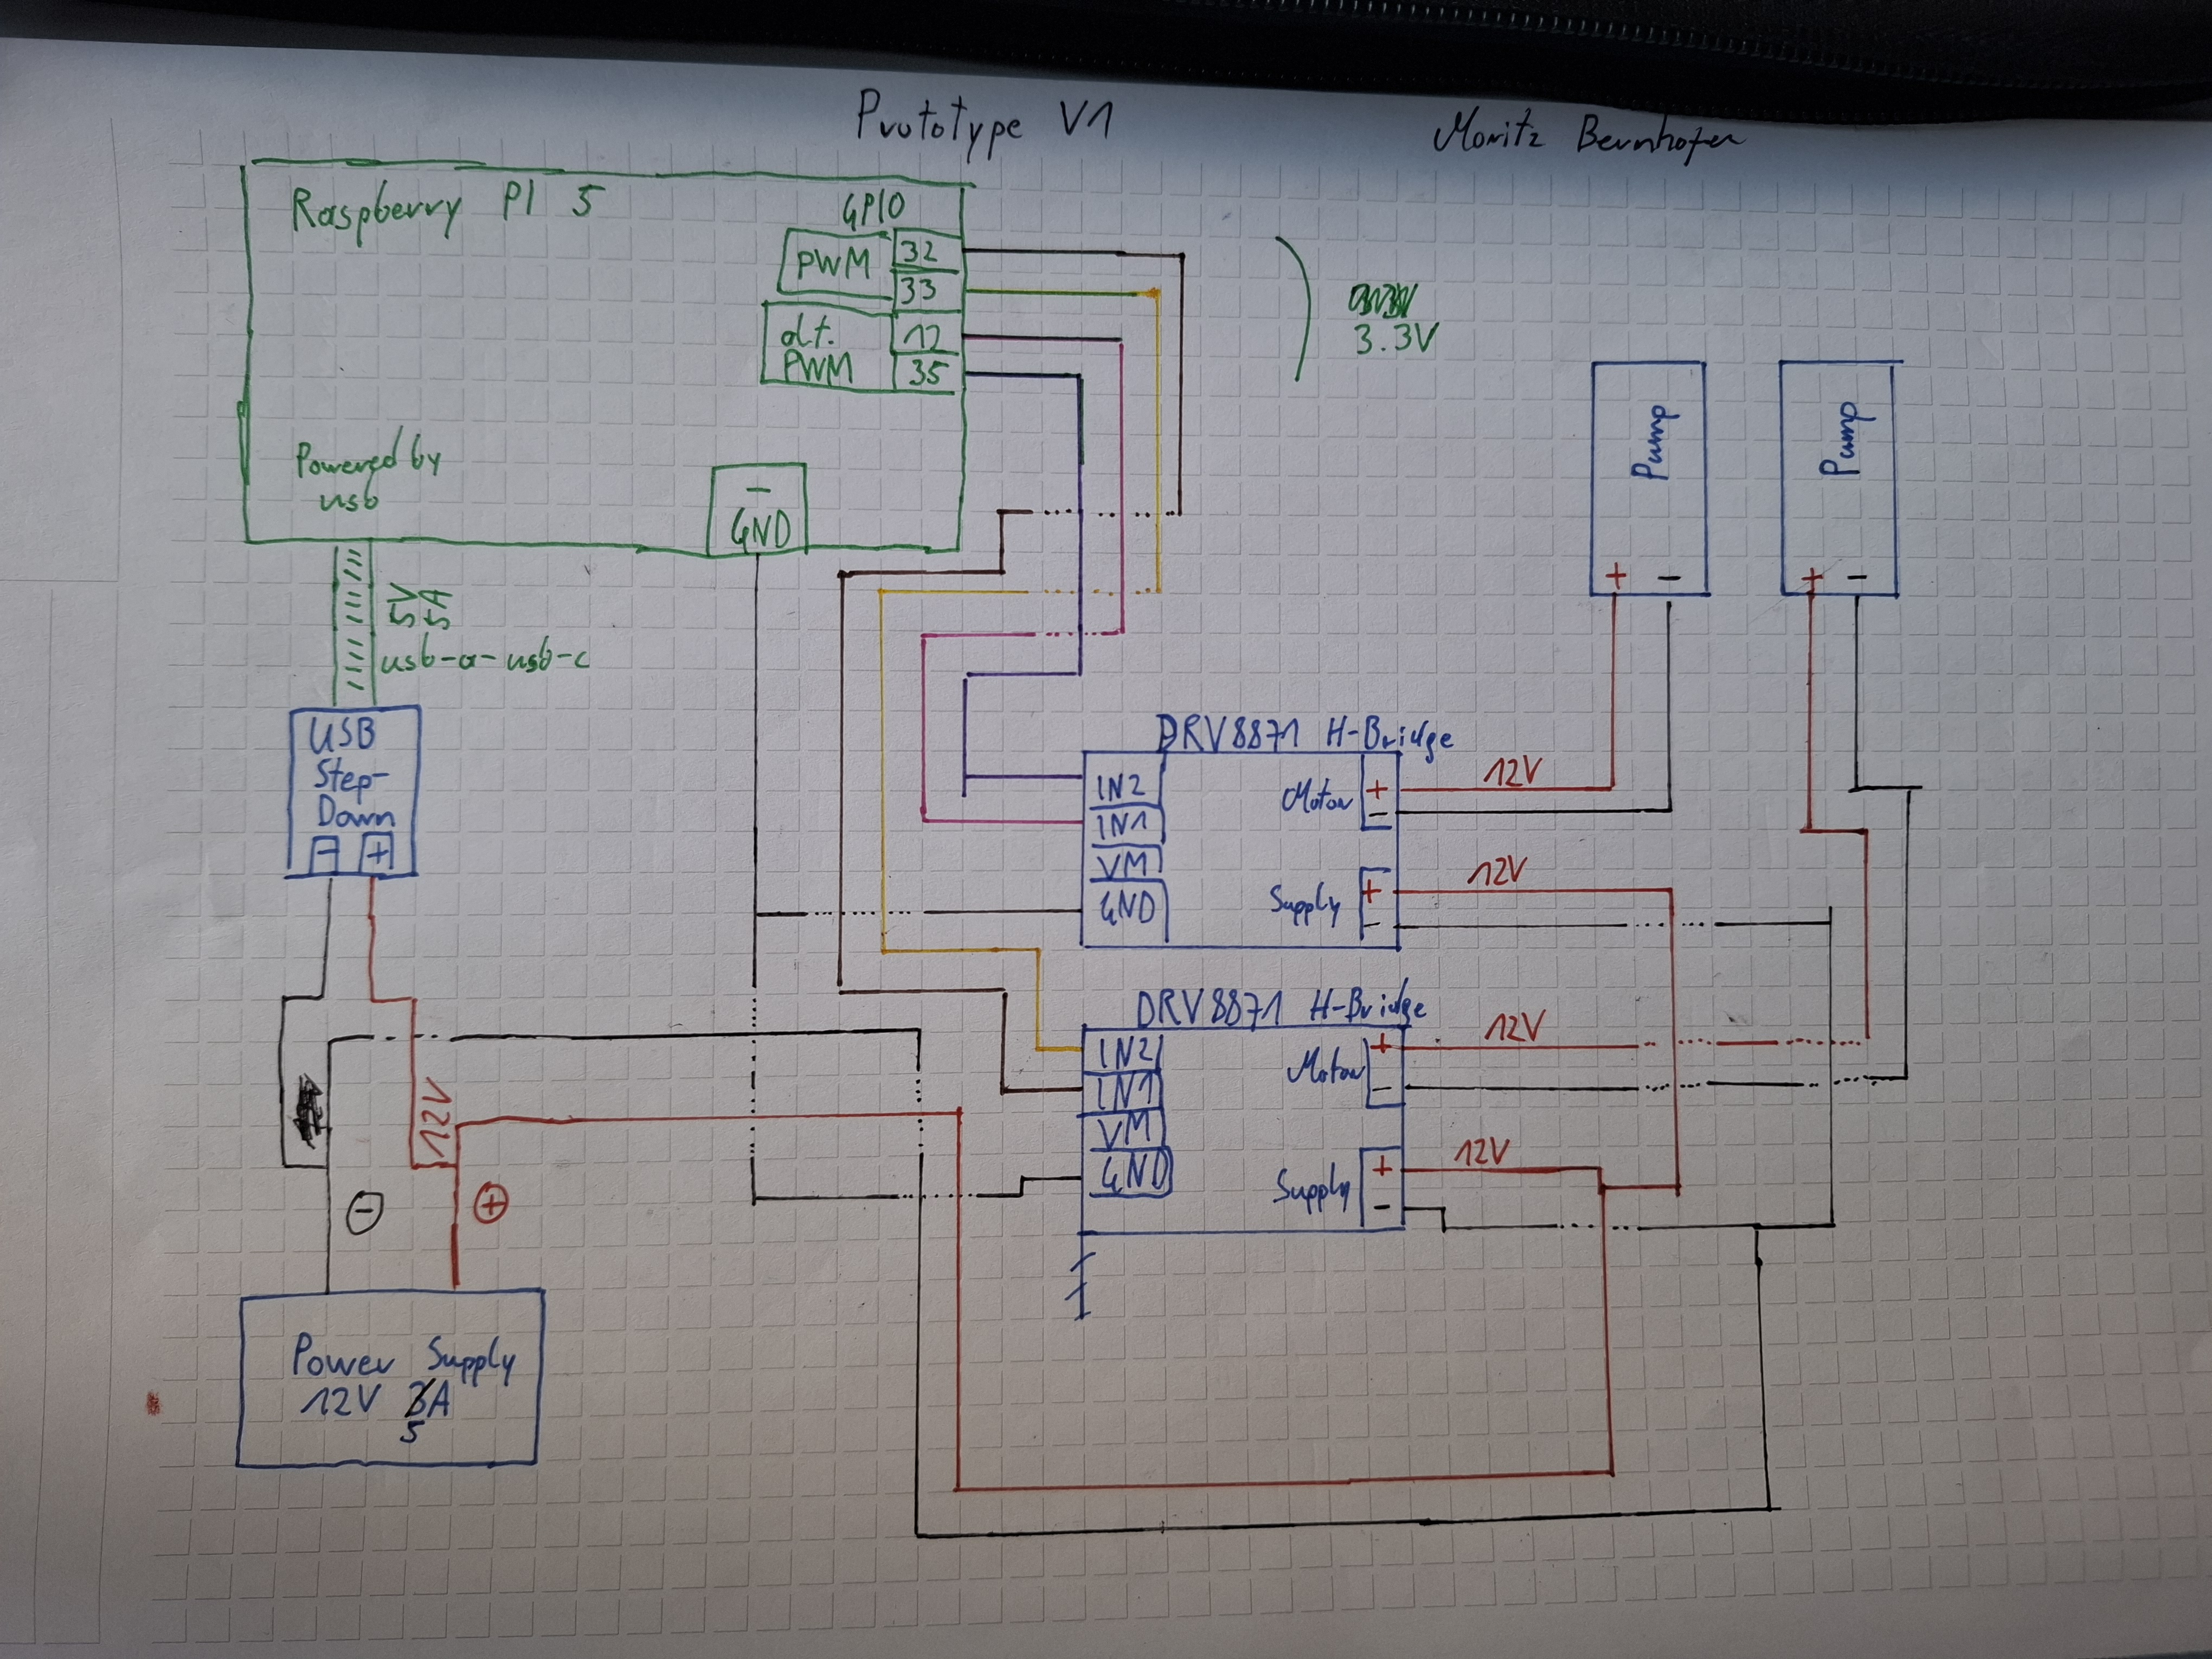 Prototype V1
Moritz Bernhofer
Raspberry PI 5
GPIO
PWM
32
33
alt.
PWM
12
35
3.3V
Powered by
usb
-
GND
5V
5A
usb-a-usb-c
Pump
+ -
Pump
+ -
USB
Step-
Down
- +
DRV8871 H-Bridge
IN2
IN1
VM
GND
Motor
+
-
12V
Supply
+
-
12V
DRV8871 H-Bridge
IN2
IN1
VM
GND
Motor
+
-
12V
Supply
+
-
12V
12V
- +
Power Supply
12V A
5